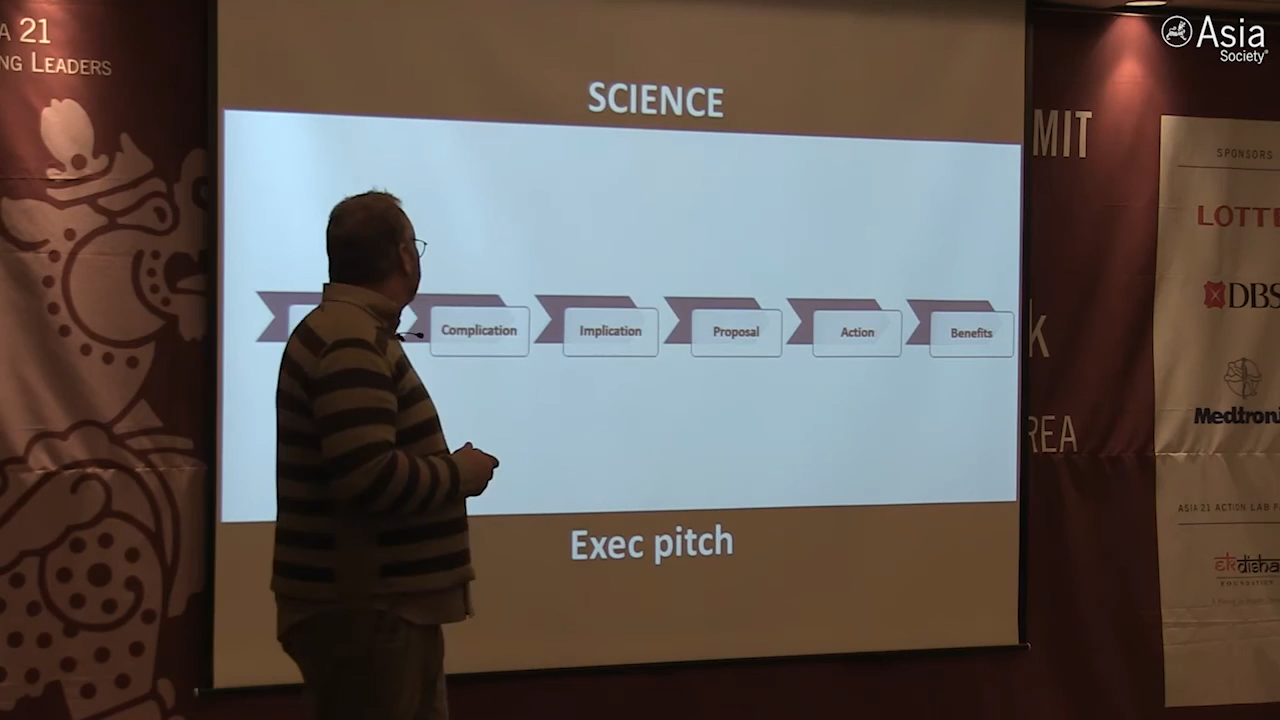 A 21
NG LEADERS
SCIENCE
Complication
Implication
Proposal
Action
Benefits
Exec pitch
Asia
Society
MIT
K
REA
SPONSORS
LOTTE
DBS
Medtroni
ASIA 21 ACTION LAB F
ekdisha
FOUNDATION